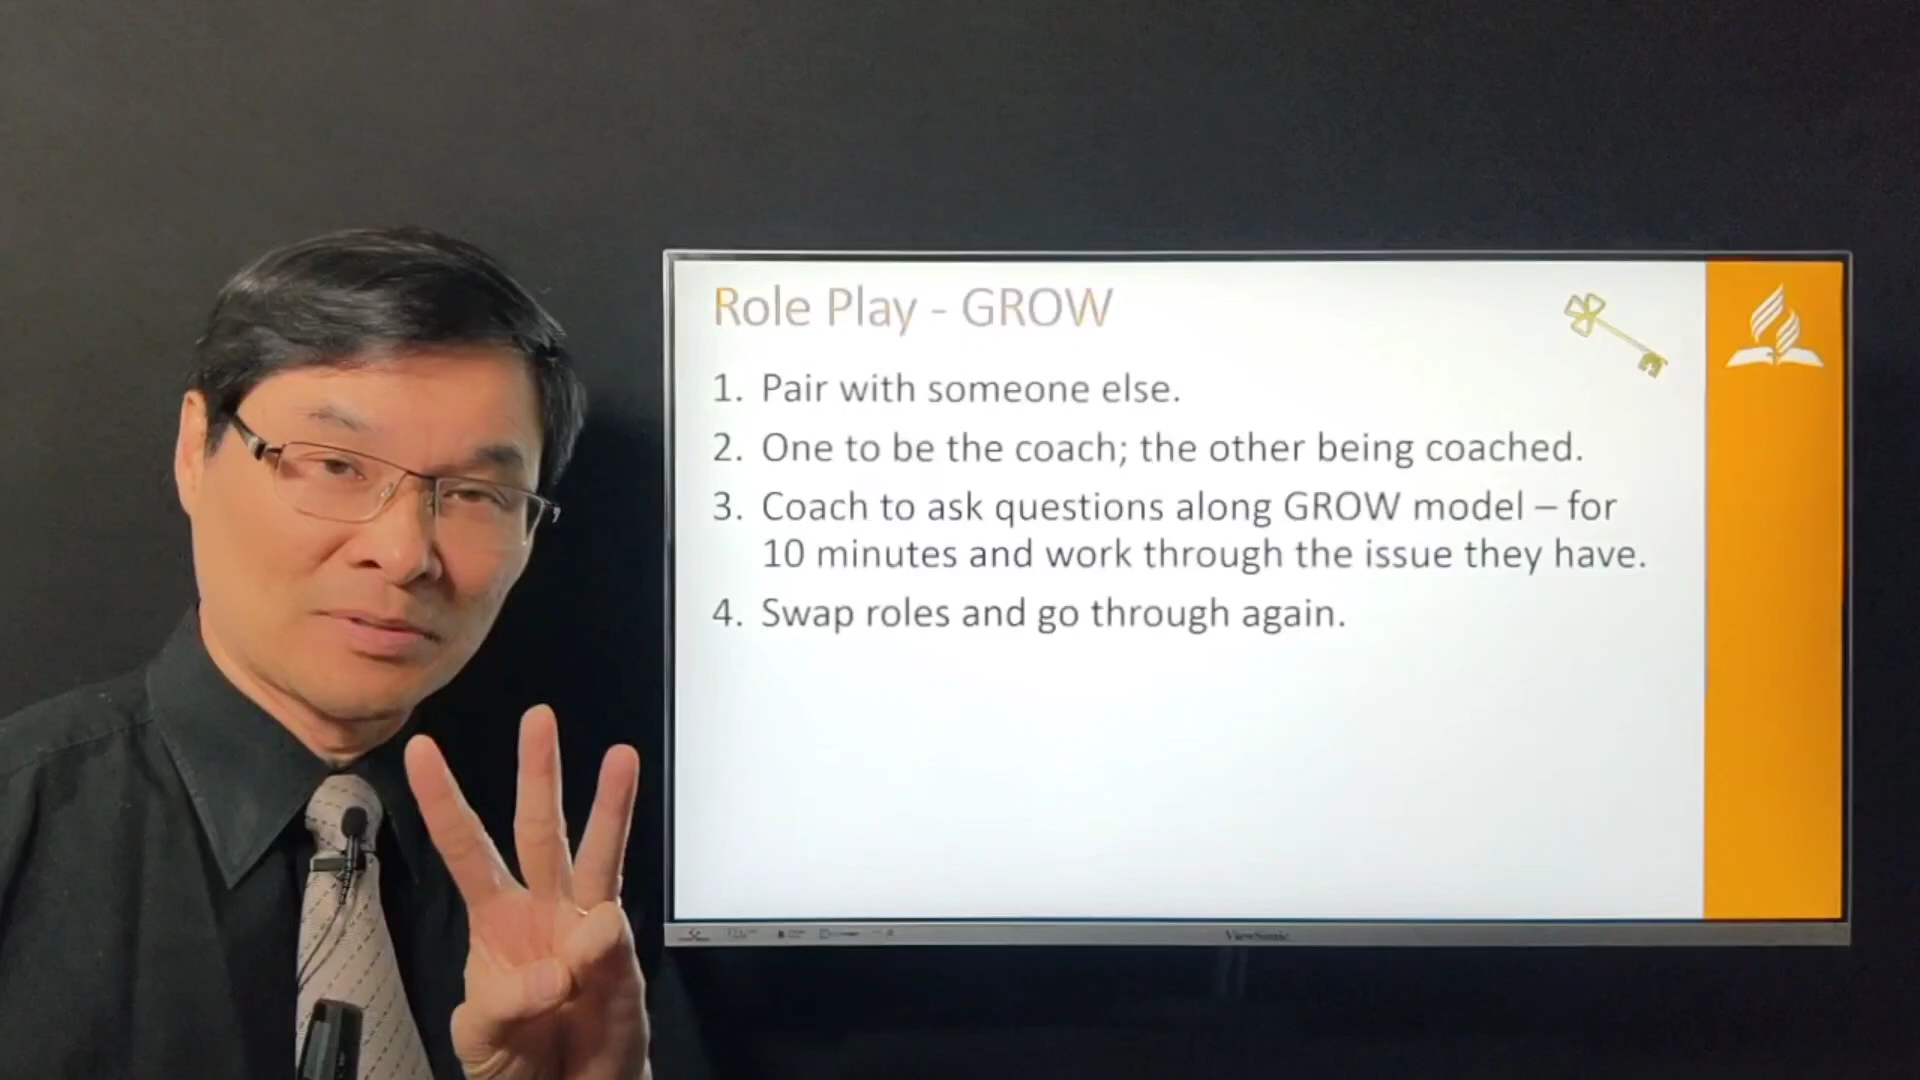 Role Play - GROW
1. Pair with someone else.
2. One to be the coach; the other being coached.
3. Coach to ask questions along GROW model – for
10 minutes and work through the issue they have.
4. Swap roles and go through again.
ViewSonic